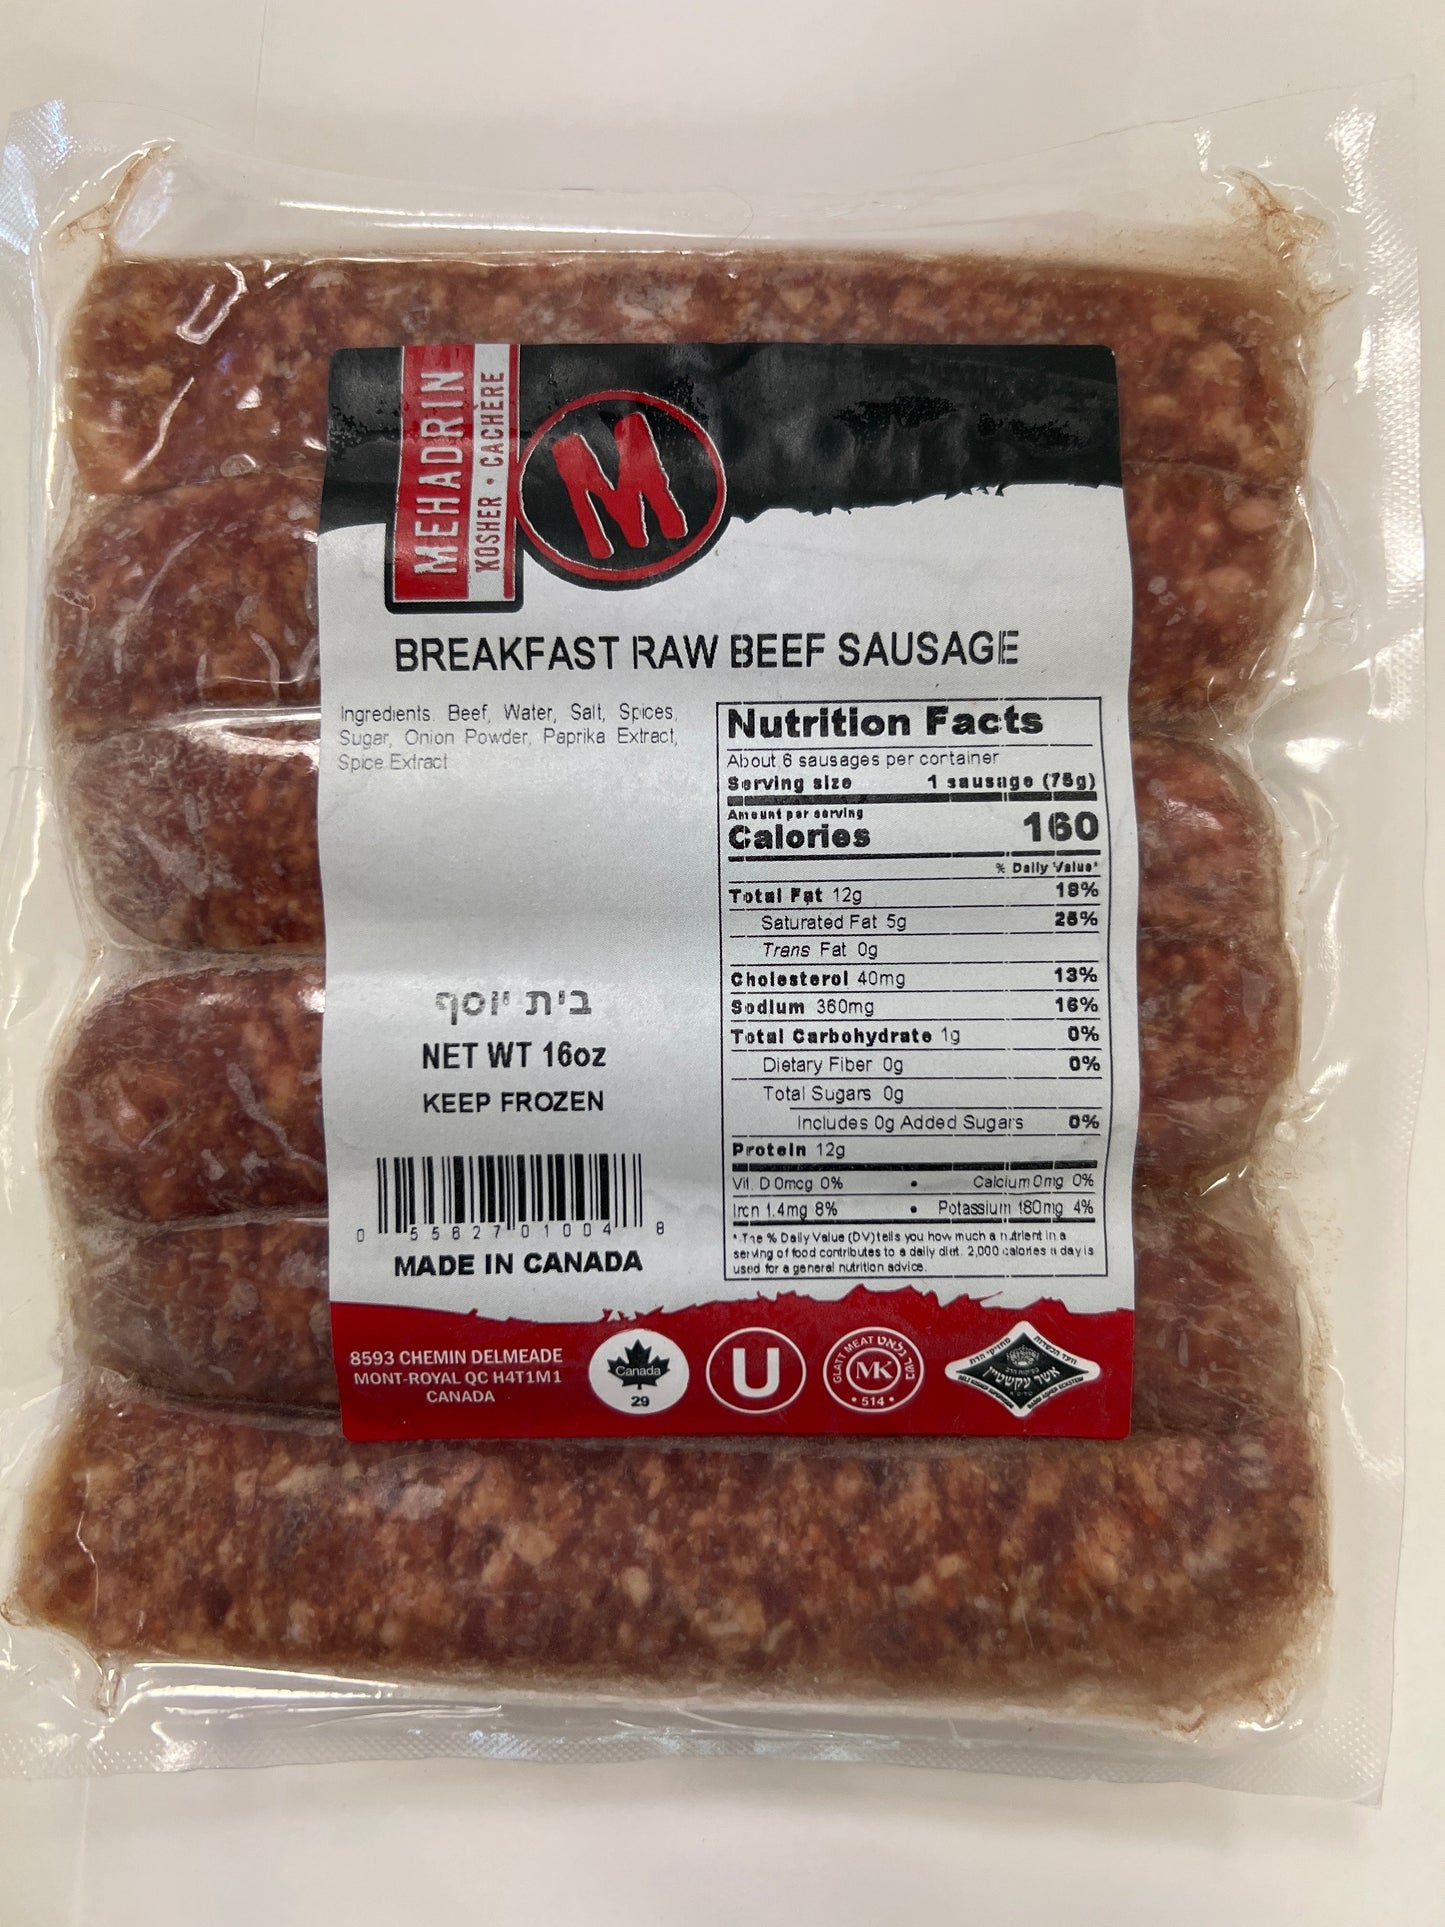 MEHADRIN
KOSHER • CACHÈRE
M
BREAKFAST RAW BEEF SAUSAGE
Ingredients. Beef, Water, Salt, Spices,
Sugar, Onion Powder, Paprika Extract,
Spice Extract
בית יוסף
NET WT 16oz
KEEP FROZEN
0 55627 01004 8
MADE IN CANADA
Nutrition Facts
About 6 sausages per container
Serving size 1 sausage (75g)
Amount per serving
Calories 160
% Daily Value*
Total Fat 12g 18%
Saturated Fat 5g 25%
Trans Fat 0g
Cholesterol 40mg 13%
Sodium 360mg 16%
Total Carbohydrate 1g 0%
Dietary Fiber 0g 0%
Total Sugars 0g
Includes 0g Added Sugars 0%
Protein 12g
Vit. D 0mcg 0% • Calcium 0mg 0%
Iron 1.4mg 8% • Potassium 180mg 4%
*The % Daily Value (DV) tells you how much a nutrient in a
serving of food contributes to a daily diet. 2,000 calories a day is
used for a general nutrition advice.
8593 CHEMIN DELMEADE
MONT-ROYAL QC H4T1M1
CANADA
Canada
29
U
GLATT MEAT בשר גלאט
MK
• 514 •
אשר עקשטיין